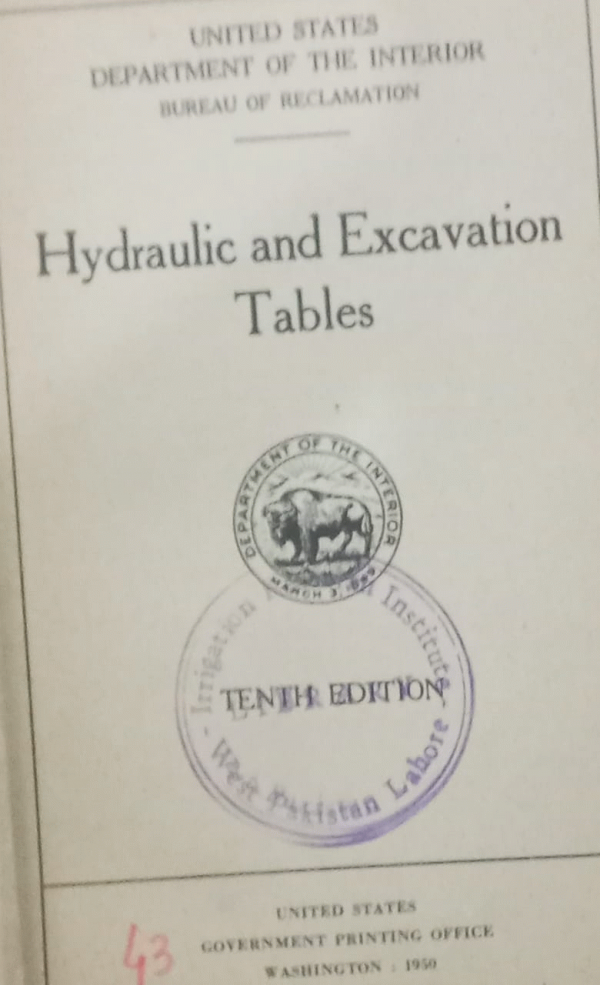 UNITED STATES
DEPARTMENT OF THE INTERIOR
BUREAU OF RECLAMATION
Hydraulic and Excavation
Tables
DEPARTMENT OF THE INTERIOR
MARCH 3, 1849
Irrigation Institute
TENTH EDITION
West Pakistan Lahore
UNITED STATES
GOVERNMENT PRINTING OFFICE
WASHINGTON : 1950
43